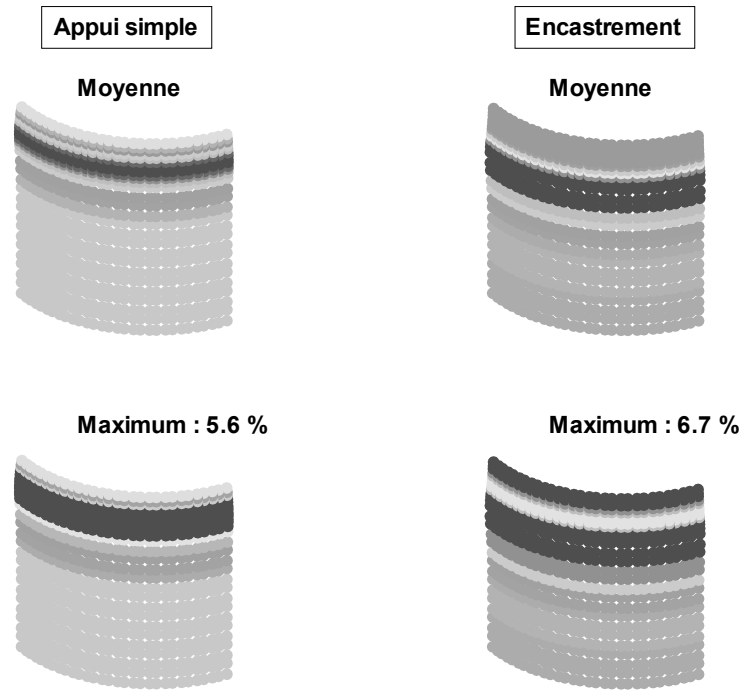 Appui simple
Encastrement
Moyenne
Moyenne
Maximum : 5.6 %
Maximum : 6.7 %